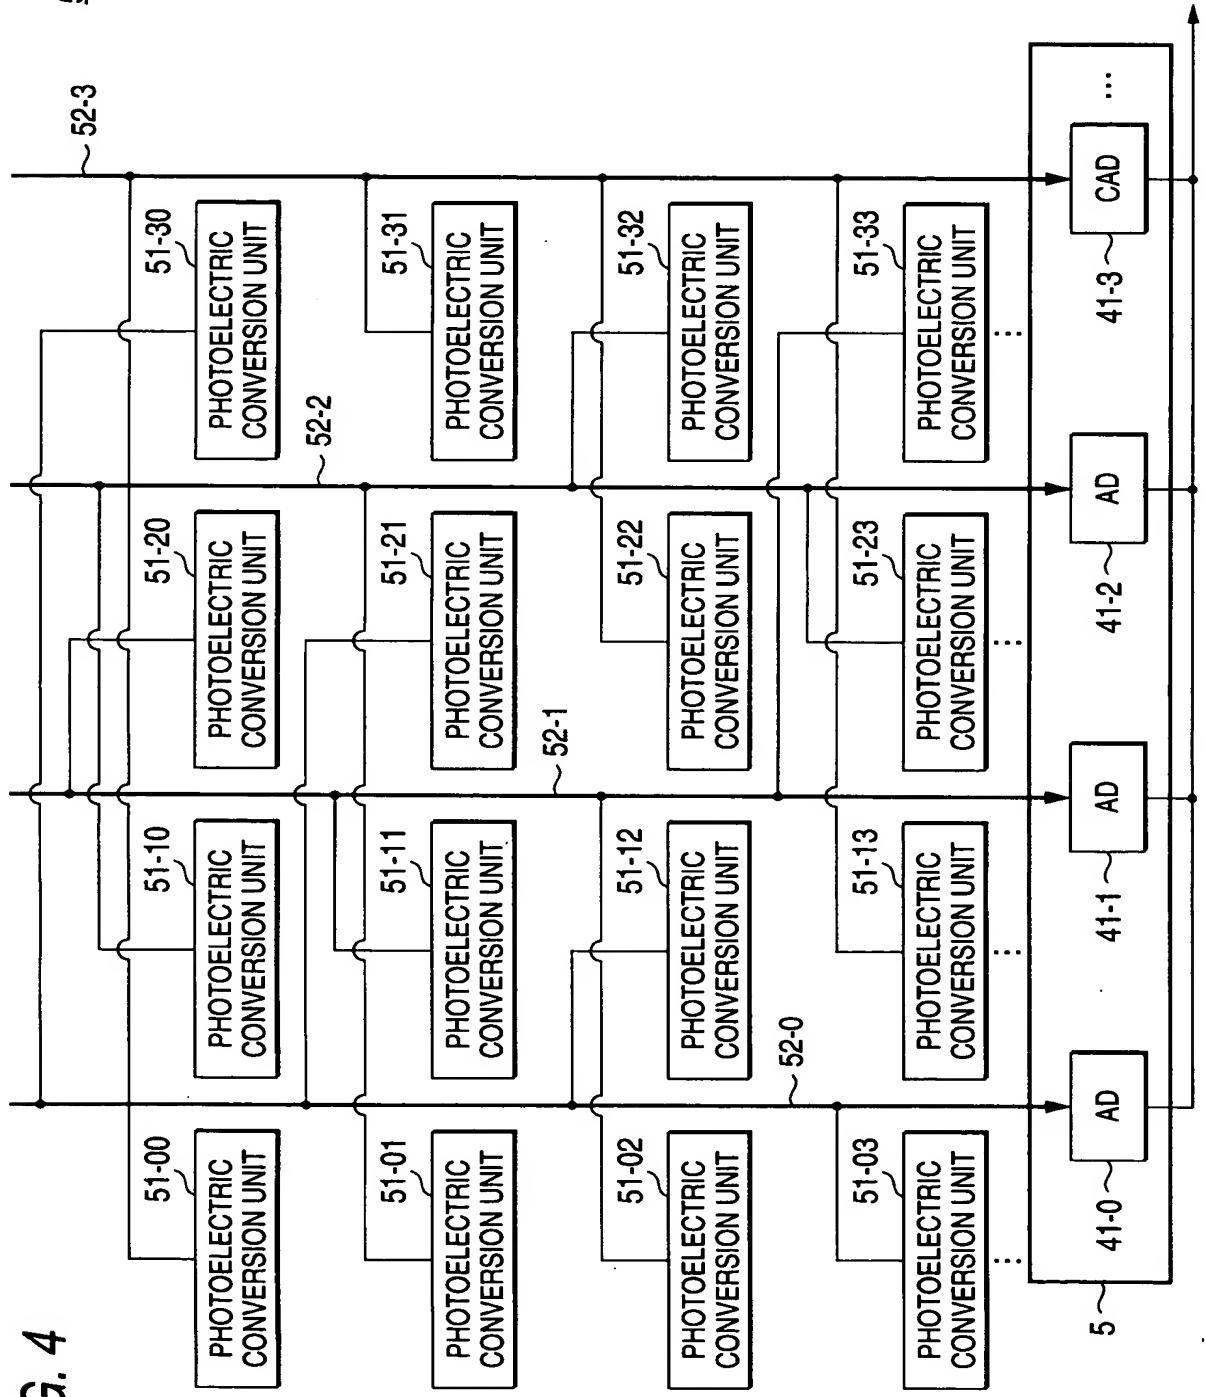 G. 4
52-3
51-00
51-10
51-20
51-30
PHOTOELECTRIC
CONVERSION UNIT
PHOTOELECTRIC
CONVERSION UNIT
PHOTOELECTRIC
CONVERSION UNIT
PHOTOELECTRIC
CONVERSION UNIT
52-2
51-01
51-11
51-21
51-31
PHOTOELECTRIC
CONVERSION UNIT
PHOTOELECTRIC
CONVERSION UNIT
PHOTOELECTRIC
CONVERSION UNIT
PHOTOELECTRIC
CONVERSION UNIT
52-1
51-02
51-12
51-22
51-32
PHOTOELECTRIC
CONVERSION UNIT
PHOTOELECTRIC
CONVERSION UNIT
PHOTOELECTRIC
CONVERSION UNIT
PHOTOELECTRIC
CONVERSION UNIT
52-0
51-03
51-13
51-23
51-33
PHOTOELECTRIC
CONVERSION UNIT
PHOTOELECTRIC
CONVERSION UNIT
PHOTOELECTRIC
CONVERSION UNIT
PHOTOELECTRIC
CONVERSION UNIT
... ... ... ...
5
41-0
AD
41-1
AD
41-2
AD
41-3
CAD
...